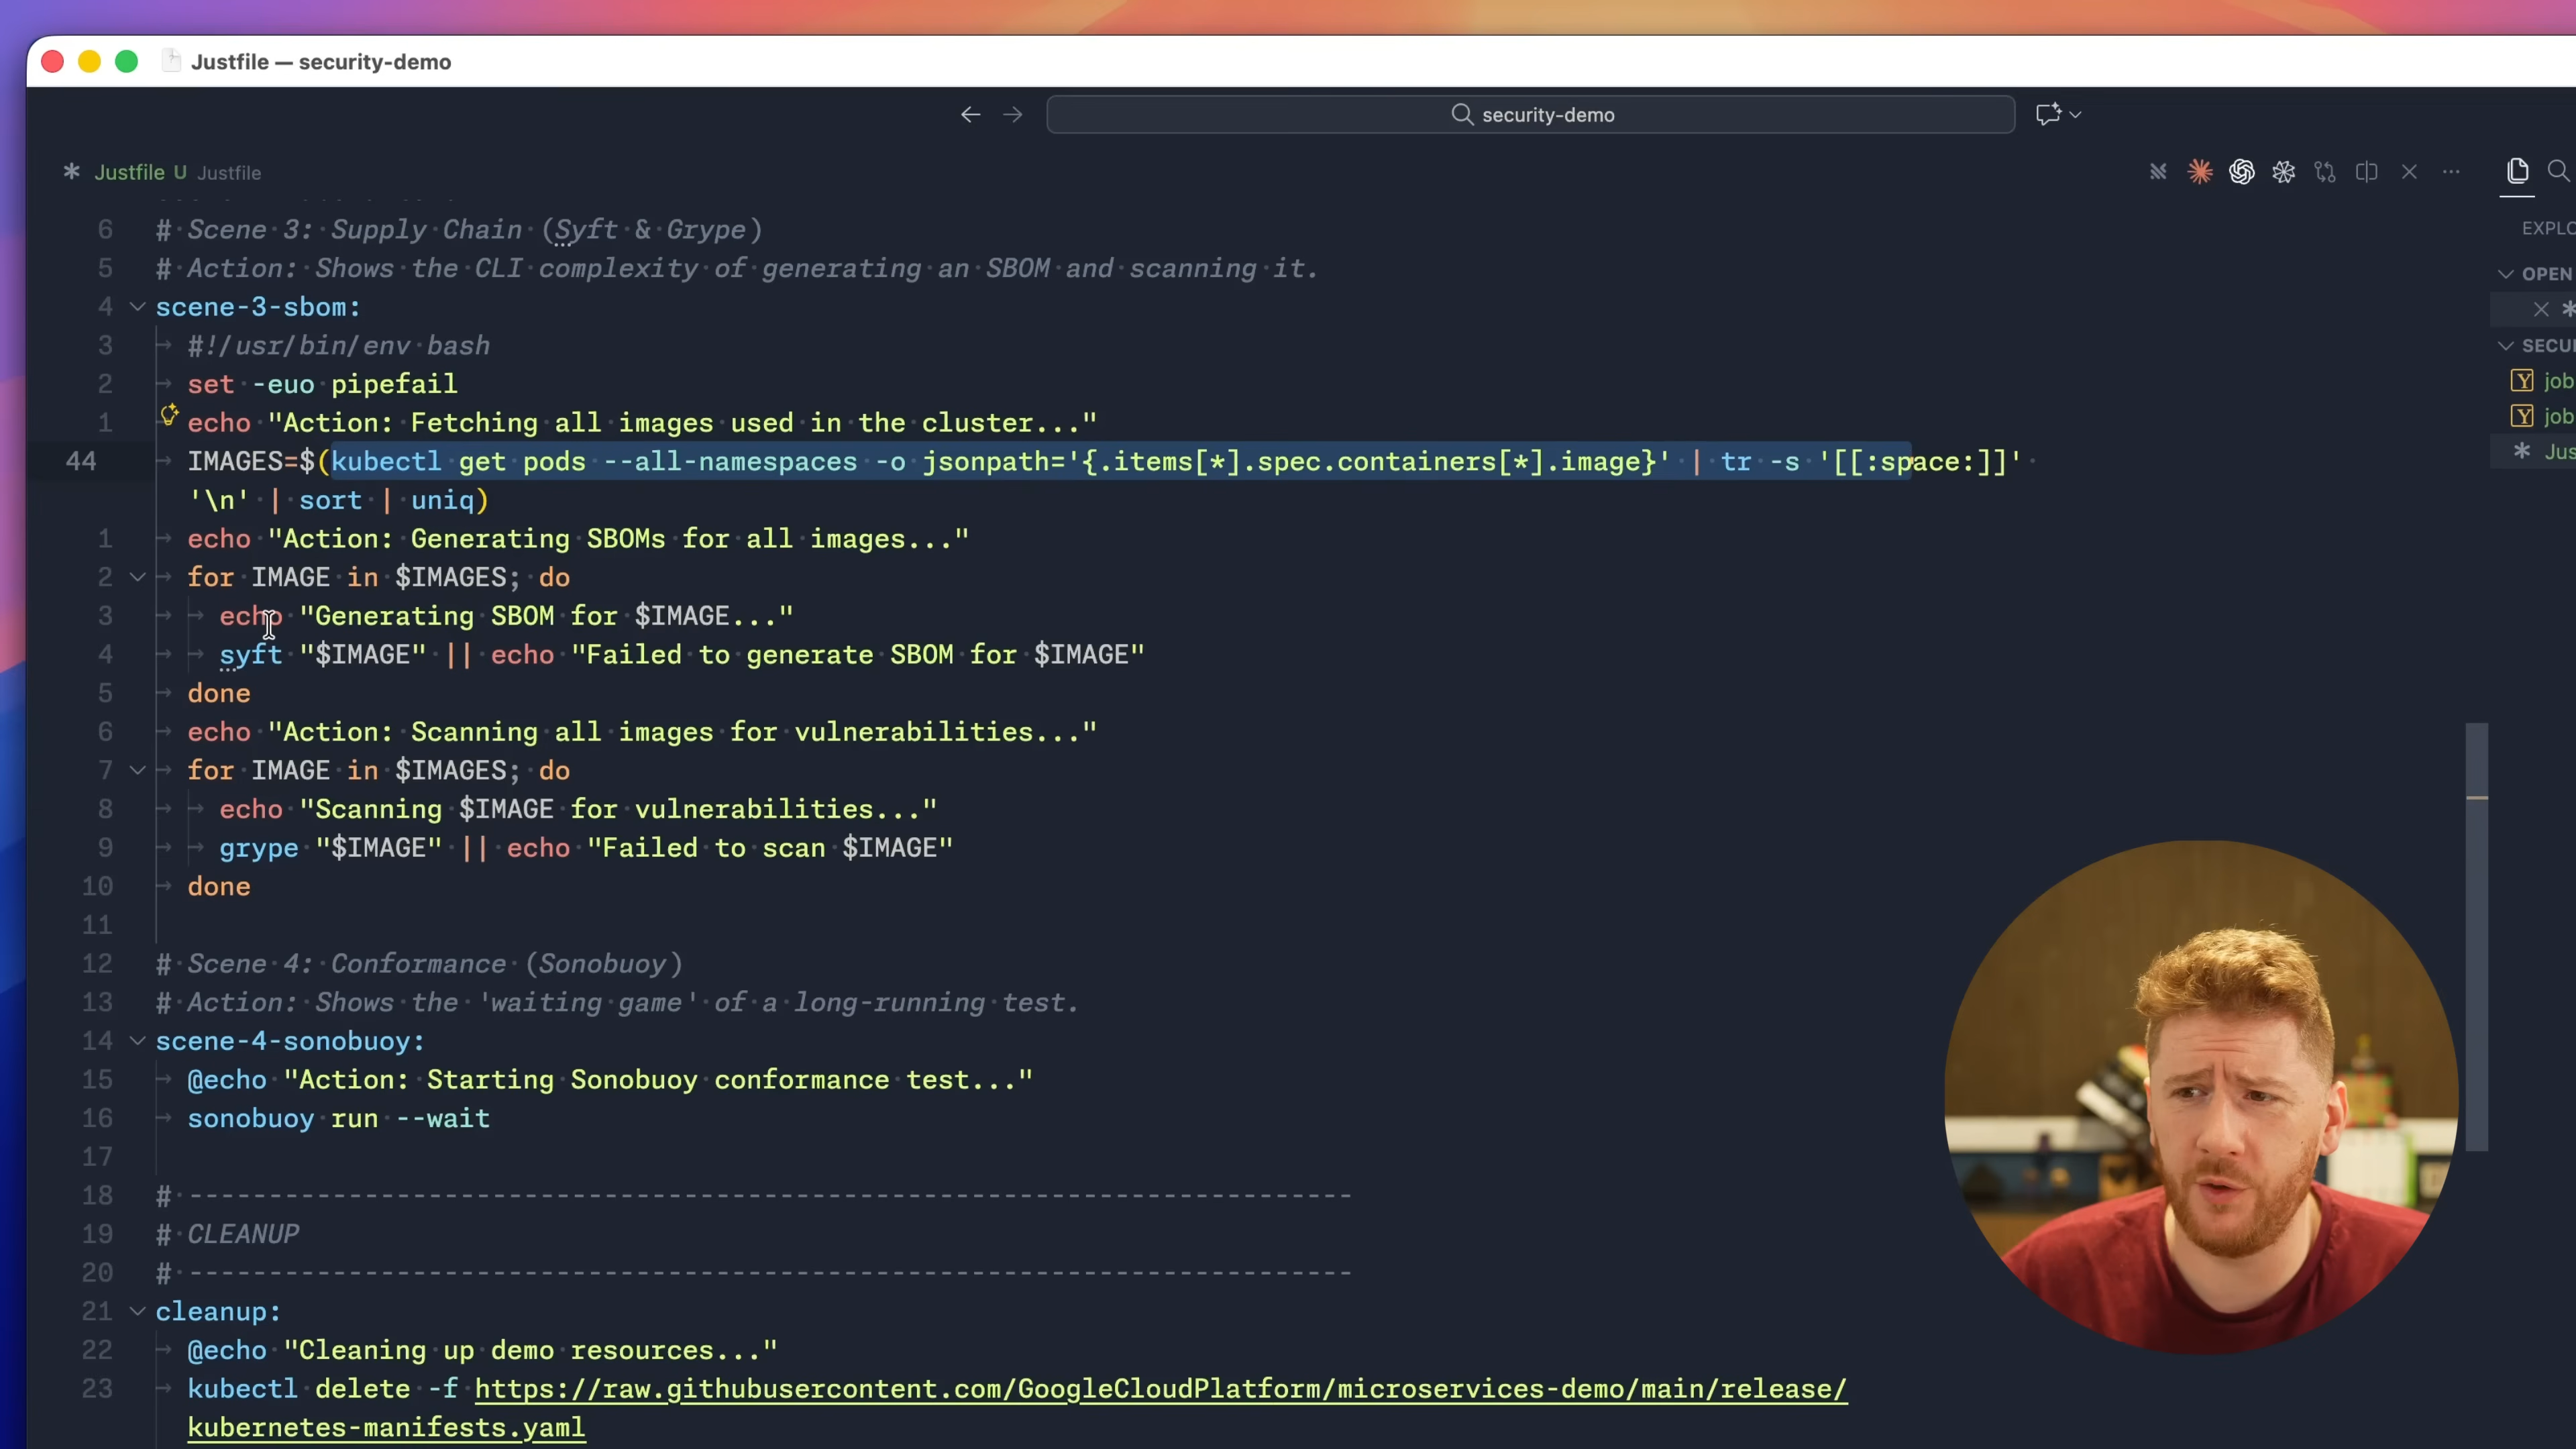 Justfile — security-demo
security-demo
Justfile U Justfile
EXPLO
6 # Scene 3: Supply Chain (Syft & Grype)
5 # Action: Shows the CLI complexity of generating an SBOM and scanning it.
OPEN
4 scene-3-sbom:
3 #!/usr/bin/env bash
SECUI
2 set -euo pipefail
job
1 echo "Action: Fetching all images used in the cluster..."
job
44 IMAGES=$(kubectl get pods --all-namespaces -o jsonpath='{.items[*].spec.containers[*].image}' | tr -s '[[:space:]]'
Jus
'\n' | sort | uniq)
1 echo "Action: Generating SBOMs for all images..."
2 for IMAGE in $IMAGES; do
3 echo "Generating SBOM for $IMAGE..."
4 syft "$IMAGE" || echo "Failed to generate SBOM for $IMAGE"
5 done
6 echo "Action: Scanning all images for vulnerabilities..."
7 for IMAGE in $IMAGES; do
8 echo "Scanning $IMAGE for vulnerabilities..."
9 grype "$IMAGE" || echo "Failed to scan $IMAGE"
10 done
11
12 # Scene 4: Conformance (Sonobuoy)
13 # Action: Shows the 'waiting game' of a long-running test.
14 scene-4-sonobuoy:
15 @echo "Action: Starting Sonobuoy conformance test..."
16 sonobuoy run --wait
17
18 # -------------------------------------------------------------------------
19 # CLEANUP
20 # -------------------------------------------------------------------------
21 cleanup:
22 @echo "Cleaning up demo resources..."
23 kubectl delete -f https://raw.githubusercontent.com/GoogleCloudPlatform/microservices-demo/main/release/
kubernetes-manifests.yaml